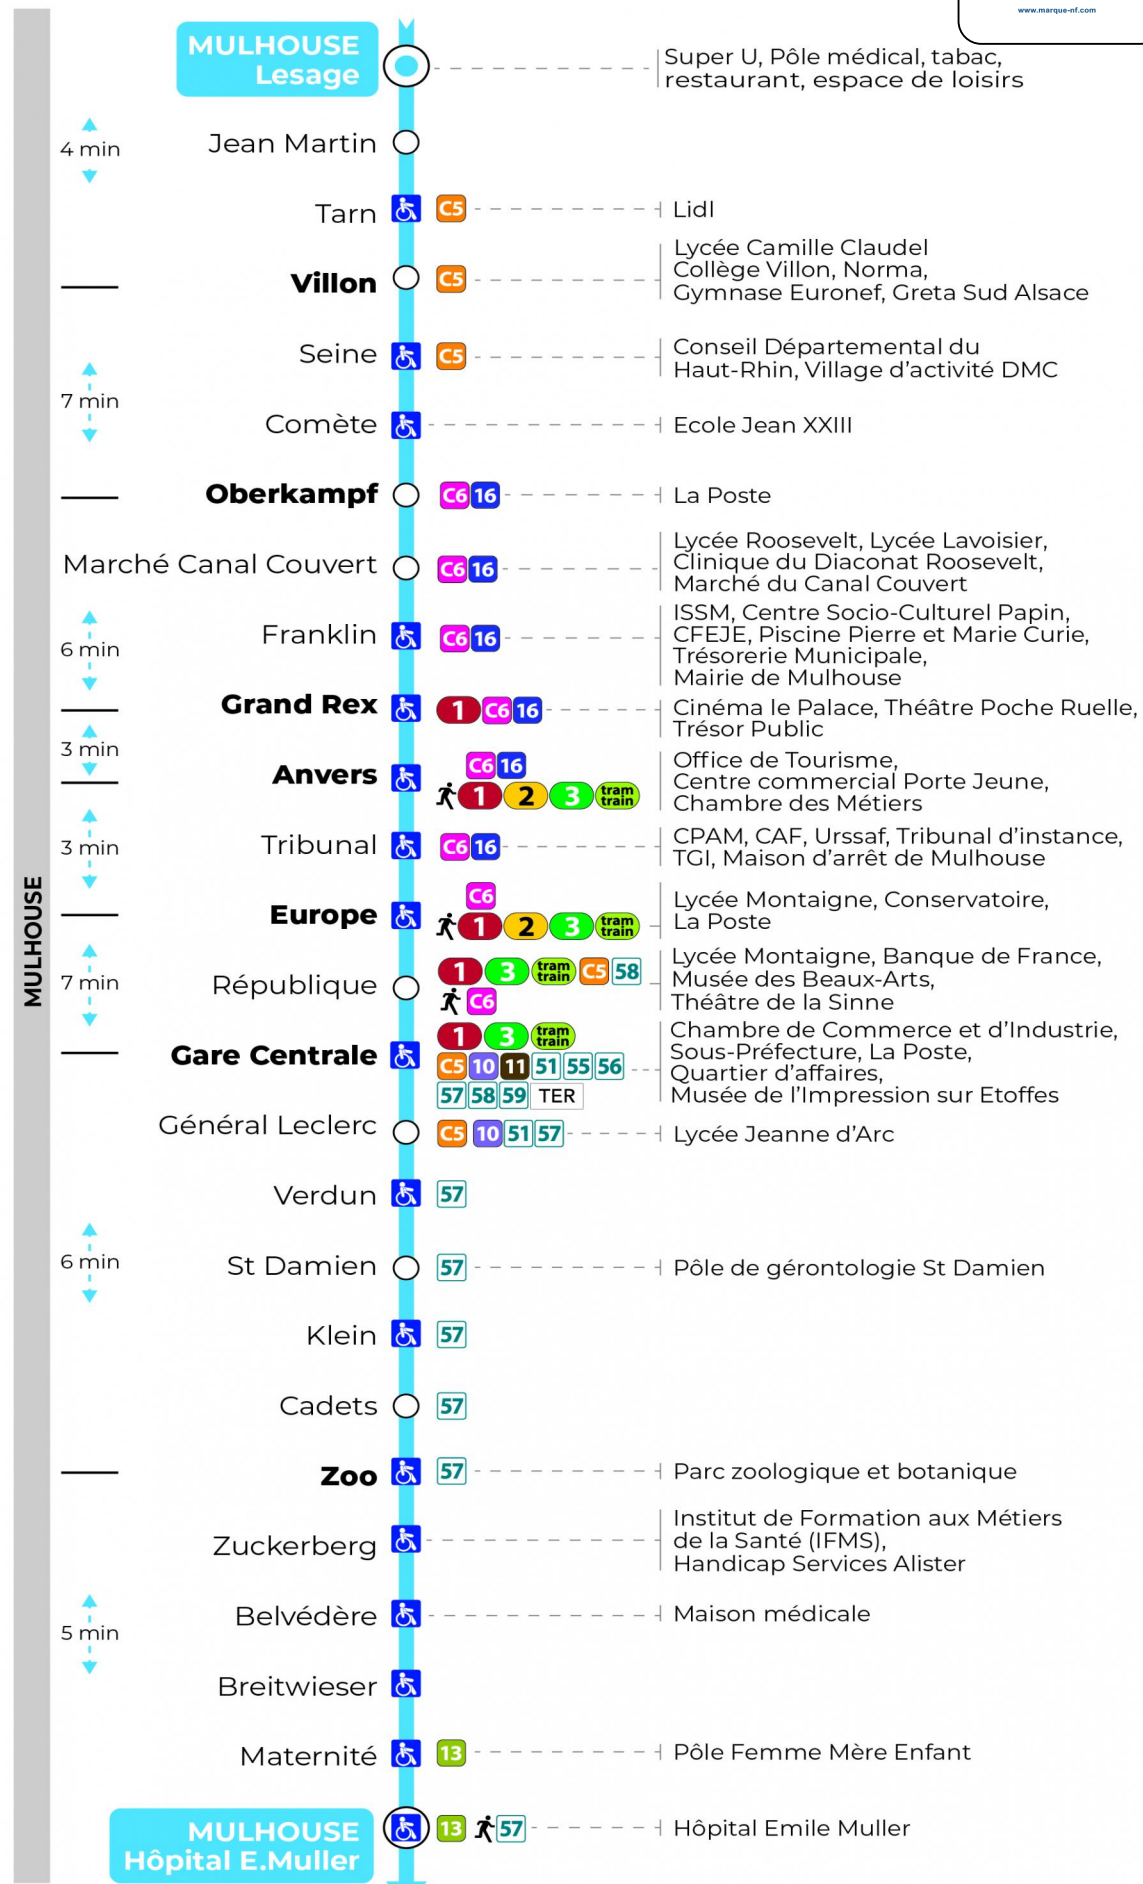 www.marque-nf.com
MULHOUSE
Lesage
Super U, Pôle médical, tabac,
restaurant, espace de loisirs
4 min
Jean Martin
Tarn
C5
Lidl
Villon
C5
Lycée Camille Claudel
Collège Villon, Norma,
Gymnase Euronef, Greta Sud Alsace
Seine
C5
Conseil Départemental du
Haut-Rhin, Village d’activité DMC
7 min
Comète
Ecole Jean XXIII
Oberkampf
C6 16
La Poste
Marché Canal Couvert
C6 16
Lycée Roosevelt, Lycée Lavoisier,
Clinique du Diaconat Roosevelt,
Marché du Canal Couvert
6 min
Franklin
C6 16
ISSM, Centre Socio-Culturel Papin,
CFEJE, Piscine Pierre et Marie Curie,
Trésorerie Municipale,
Mairie de Mulhouse
Grand Rex
1 C6 16
Cinéma le Palace, Théâtre Poche Ruelle,
Trésor Public
3 min
Anvers
C6 16
1 2 3 tram train
Office de Tourisme,
Centre commercial Porte Jeune,
Chambre des Métiers
3 min
Tribunal
C6 16
CPAM, CAF, Urssaf, Tribunal d’instance,
TGI, Maison d’arrêt de Mulhouse
MULHOUSE
Europe
C6
1 2 3 tram train
Lycée Montaigne, Conservatoire,
La Poste
7 min
République
1 3 tram train C5 58
C6
Lycée Montaigne, Banque de France,
Musée des Beaux-Arts,
Théâtre de la Sinne
Gare Centrale
1 3 tram train
C5 10 11 51 55 56
57 58 59 TER
Chambre de Commerce et d’Industrie,
Sous-Préfecture, La Poste,
Quartier d’affaires,
Musée de l’Impression sur Etoffes
Général Leclerc
C5 10 51 57
Lycée Jeanne d’Arc
Verdun
57
6 min
St Damien
57
Pôle de gérontologie St Damien
Klein
57
Cadets
57
Zoo
57
Parc zoologique et botanique
Zuckerberg
Institut de Formation aux Métiers
de la Santé (IFMS),
Handicap Services Alister
5 min
Belvédère
Maison médicale
Breitwieser
Maternité
13
Pôle Femme Mère Enfant
MULHOUSE
Hôpital E.Muller
13 57
Hôpital Emile Muller